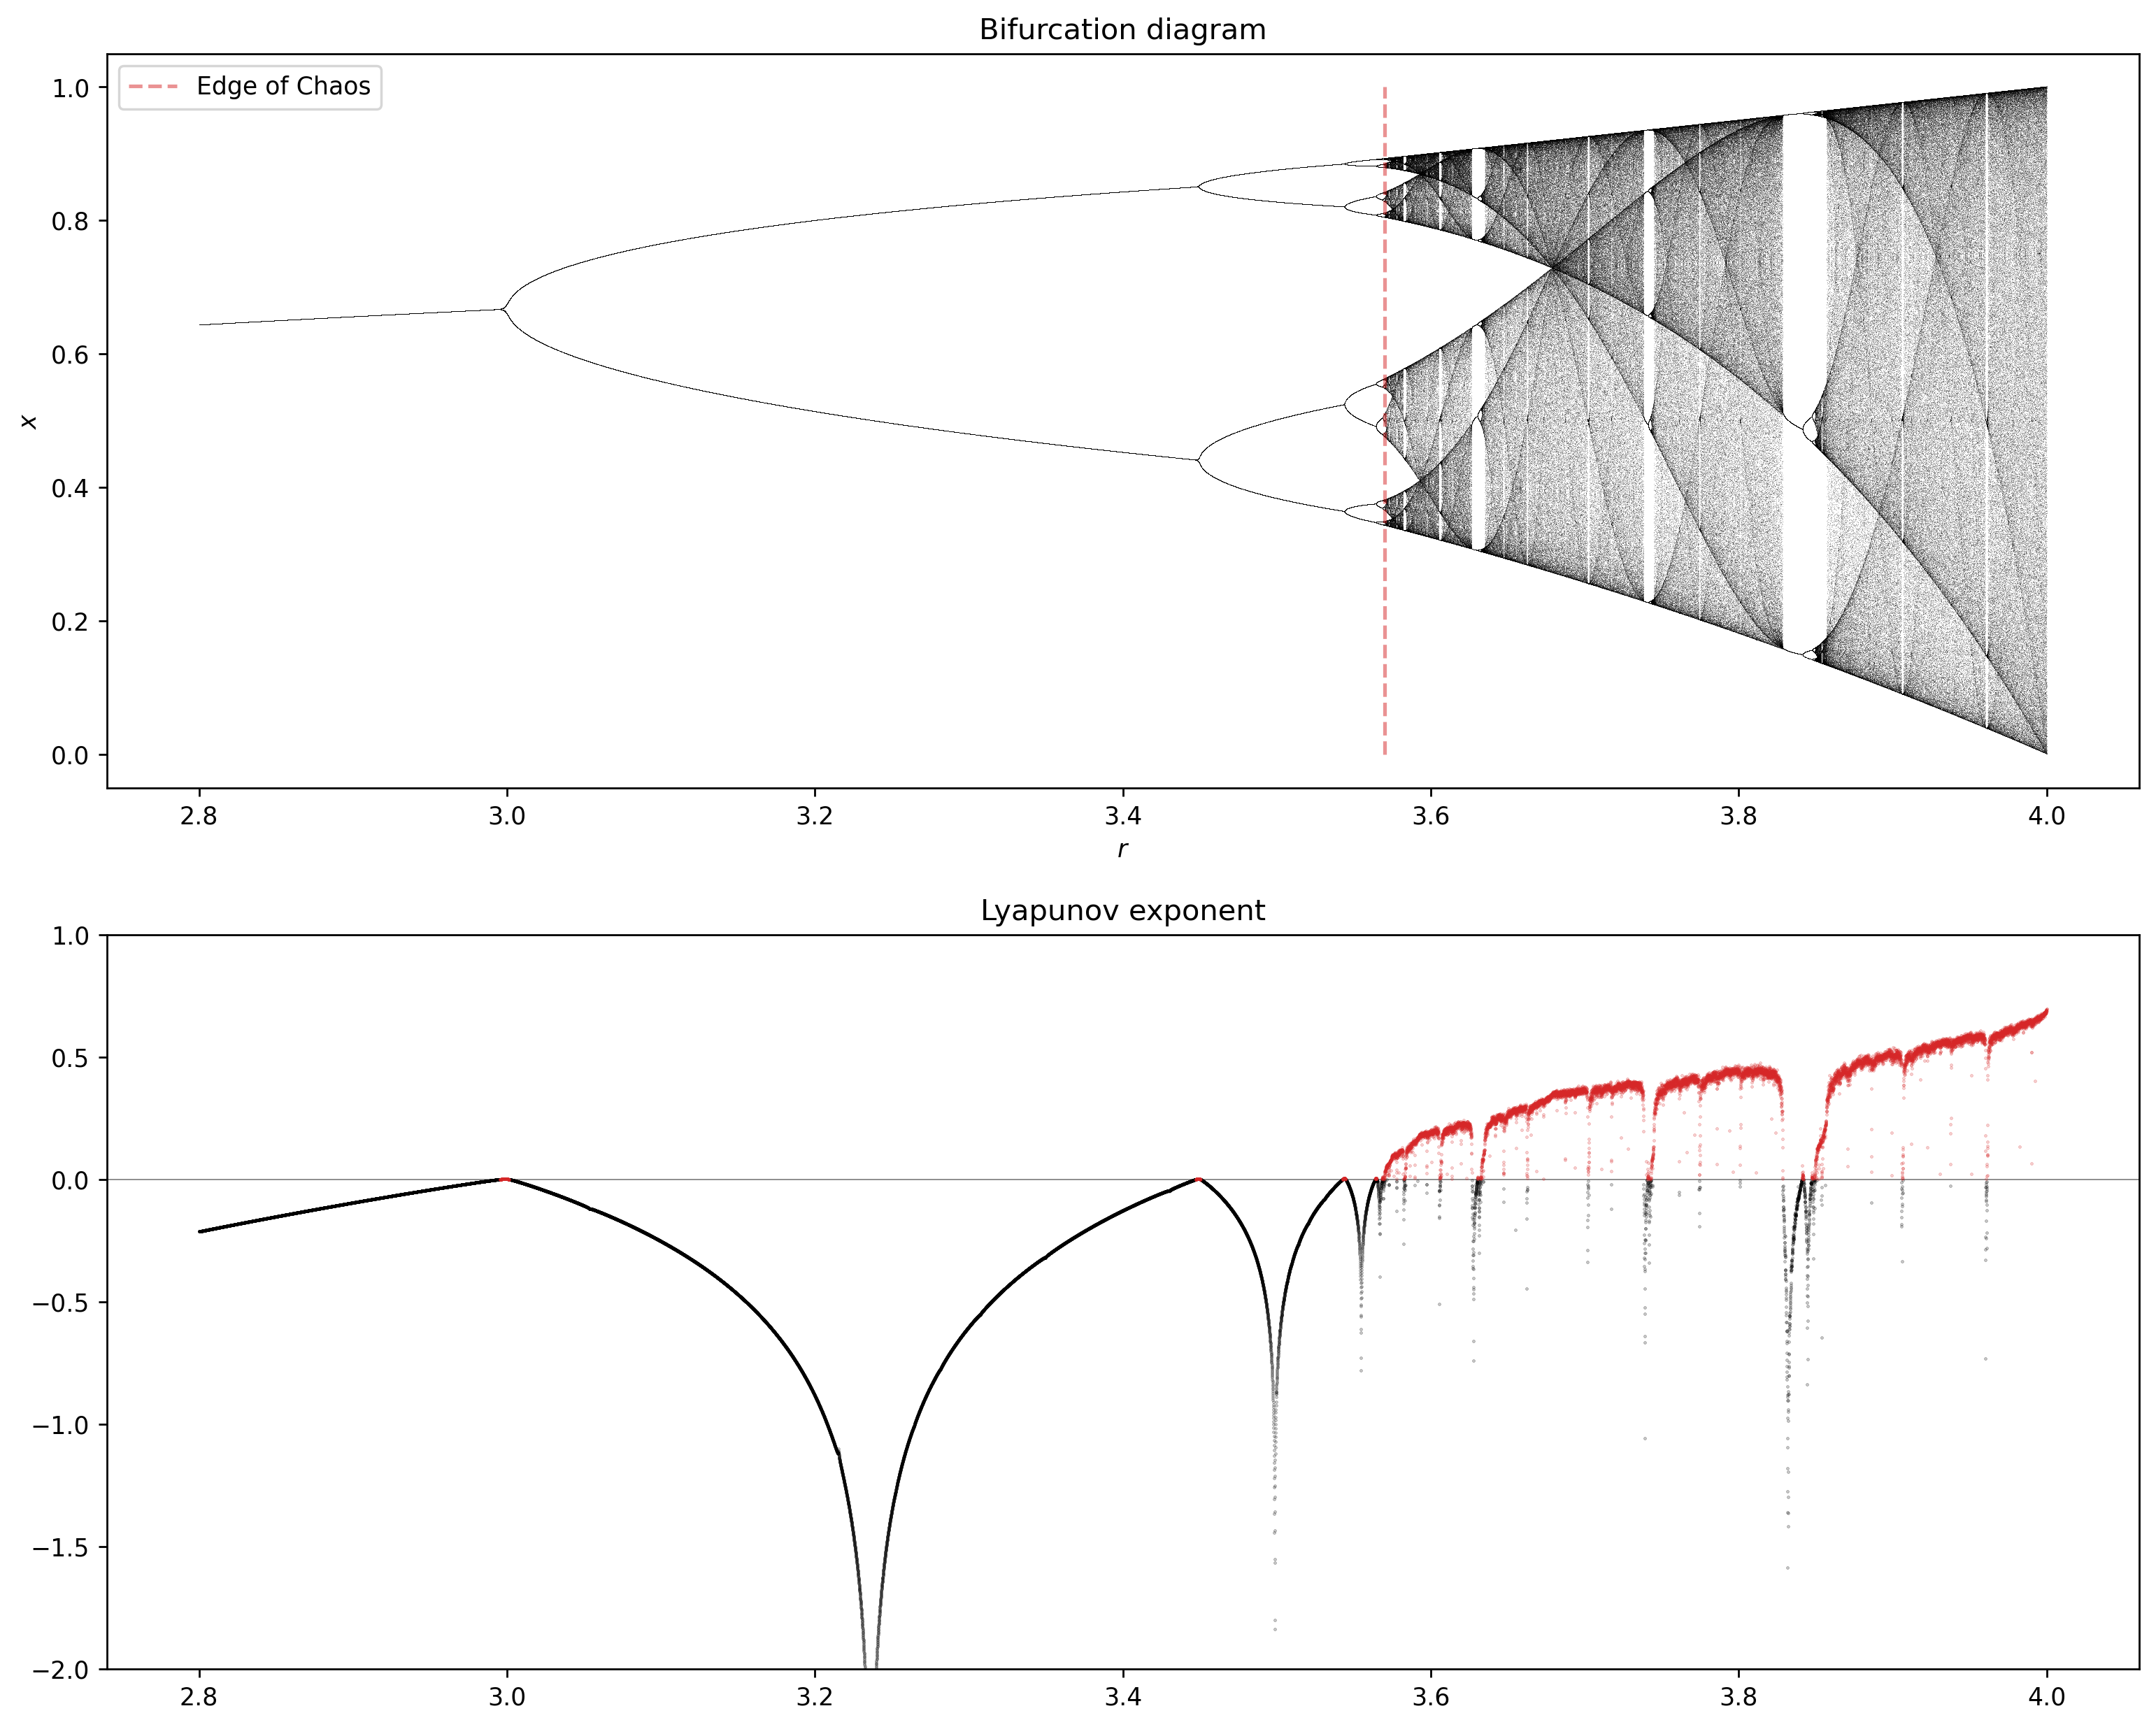 Bifurcation diagram
Edge of Chaos
1.0
0.8
0.6
0.4
0.2
0.0
x
2.8 3.0 3.2 3.4 3.6 3.8 4.0
r
Lyapunov exponent
1.0
0.5
0.0
−0.5
−1.0
−1.5
−2.0
2.8 3.0 3.2 3.4 3.6 3.8 4.0